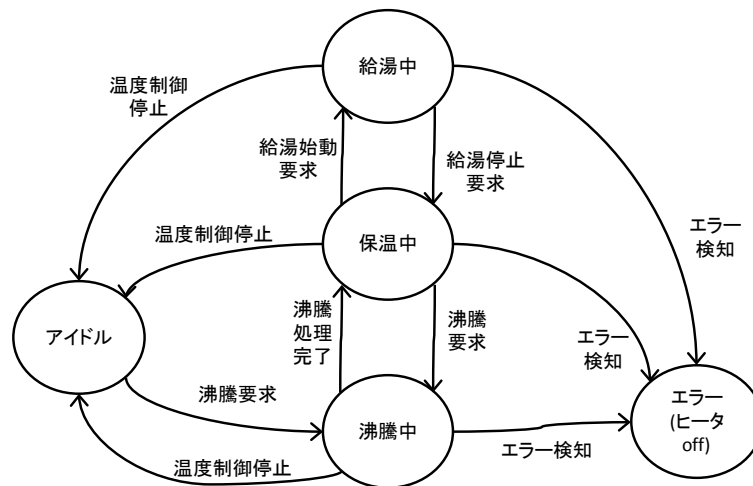 給湯中
温度制御
停止
給湯始動
要求
給湯停止
要求
エラー
検知
温度制御停止
保温中
アイドル
沸騰
処理
完了
沸騰
要求
エラー
検知
沸騰要求
エラー
(ヒータ
off)
沸騰中
エラー検知
温度制御停止